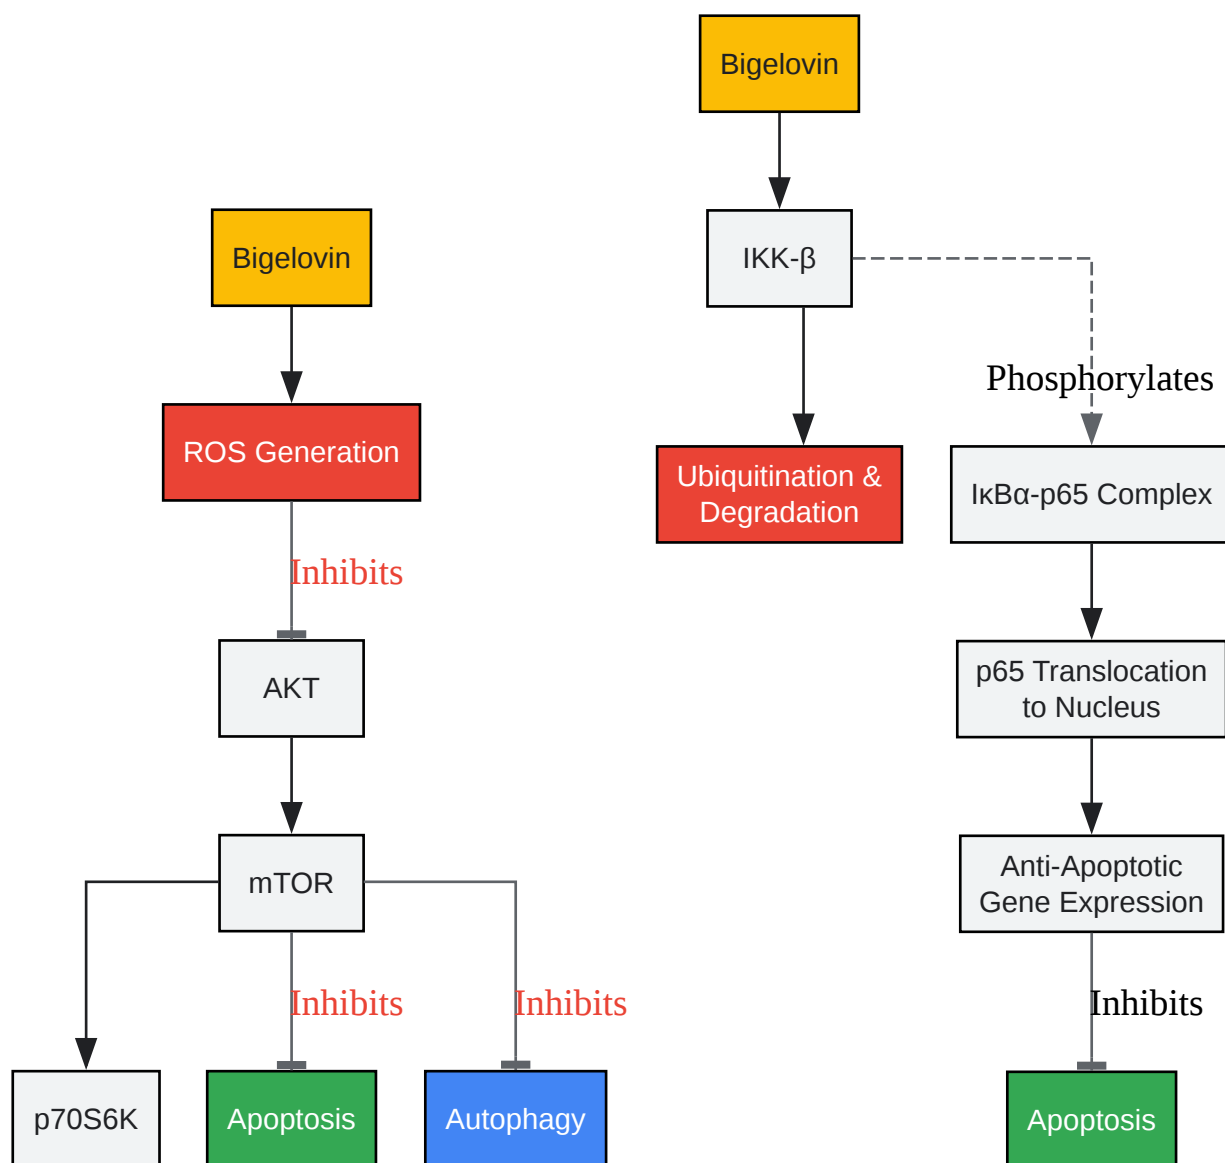 Bigelovin
ROS Generation
Inhibits
AKT
mTOR
Inhibits
Inhibits
p70S6K
Apoptosis
Autophagy
Bigelovin
IKK-β
Phosphorylates
Ubiquitination &
Degradation
IκBα-p65 Complex
p65 Translocation
to Nucleus
Anti-Apoptotic
Gene Expression
Inhibits
Apoptosis